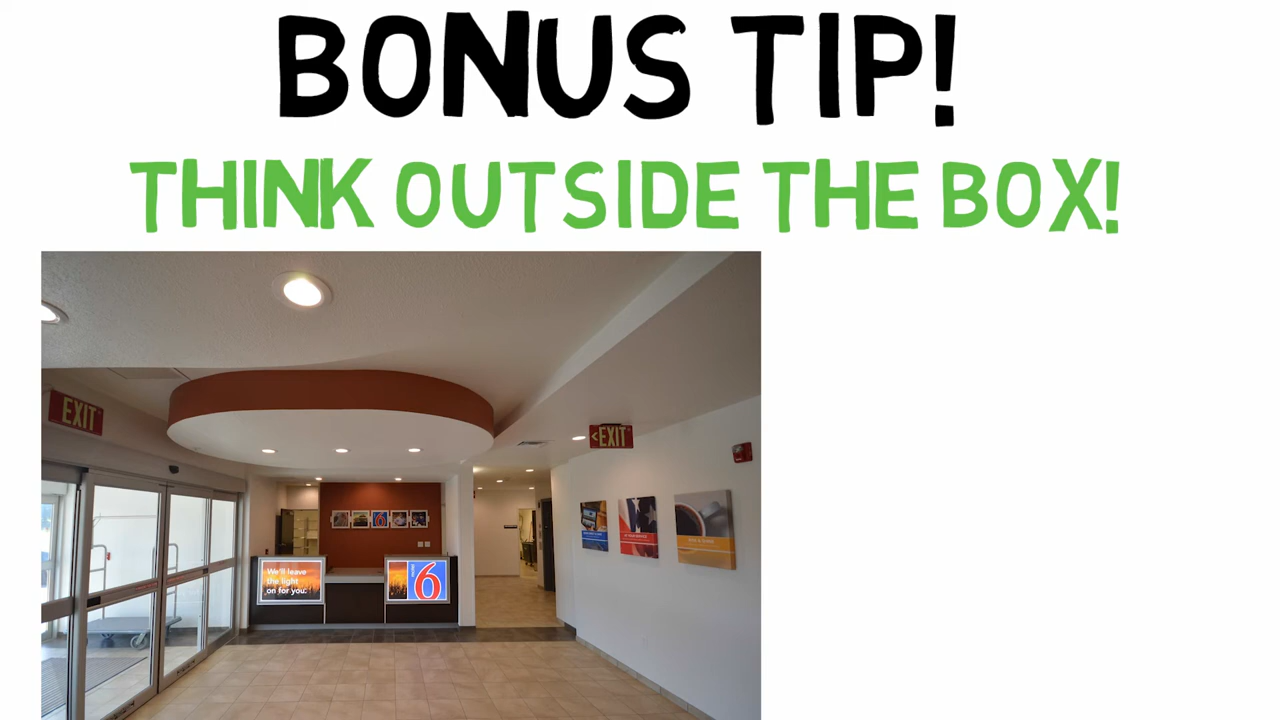 BONUS TIP!
THINK OUTSIDE THE BOX!
EXIT
<EXIT
We'll leave
the light
on for you.
6